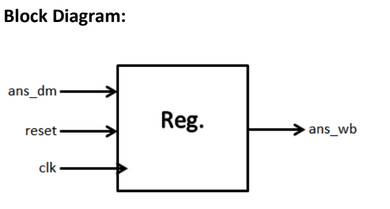 Block Diagram:
ans_dm
reset
clk
Reg.
ans_wb